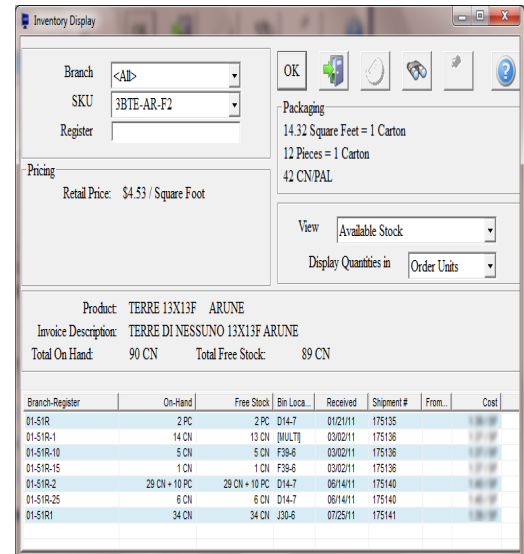 Inventory Display
Branch <All>
SKU 3BTE-AR-F2
Register
OK
Packaging
14.32 Square Feet = 1 Carton
12 Pieces = 1 Carton
42 CN/PAL
Pricing
Retail Price: $4.53 / Square Foot
View Available Stock
Display Quantities in Order Units
Product: TERRE 13X13F ARUNE
Invoice Description: TERRE DI NESSUNO 13X13F ARUNE
Total On Hand: 90 CN Total Free Stock: 89 CN
Branch-Register On-Hand Free Stock Bin Loca... Received Shipment # From... Cost
01-51R 2 PC 2 PC D14-7 01/21/11 175135
01-51R-1 14 CN 13 CN [MULTI] 03/02/11 175136
01-51R-10 5 CN 5 CN F39-6 03/02/11 175136
01-51R-15 1 CN 1 CN F39-6 03/02/11 175136
01-51R-2 29 CN + 10 PC 29 CN + 10 PC D14-7 06/14/11 175140
01-51R-25 6 CN 6 CN D14-7 06/14/11 175140
01-51R1 34 CN 34 CN J30-6 07/25/11 175141